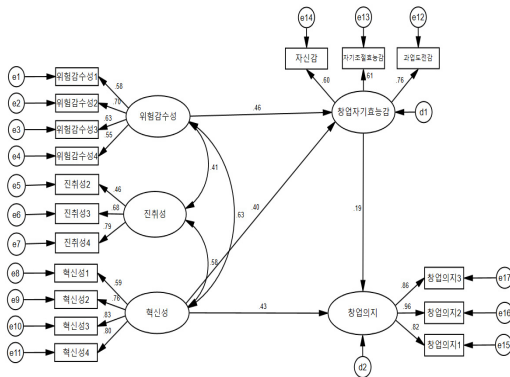 e14
e13
e12
자신감
자기조절효능감
과업도전감
.60
.61
.76
e1
위험감수성1
e2
위험감수성2
e3
위험감수성3
e4
위험감수성4
.58
.70
.63
.55
위험감수성
.46
창업자기효능감
d1
e5
진취성2
e6
진취성3
e7
진취성4
.46
.68
.79
진취성
.41
.63
.40
.58
.19
e8
혁신성1
e9
혁신성2
e10
혁신성3
e11
혁신성4
.59
.76
.83
.80
혁신성
.43
창업의지
d2
.86
.96
.82
창업의지3
e17
창업의지2
e16
창업의지1
e15